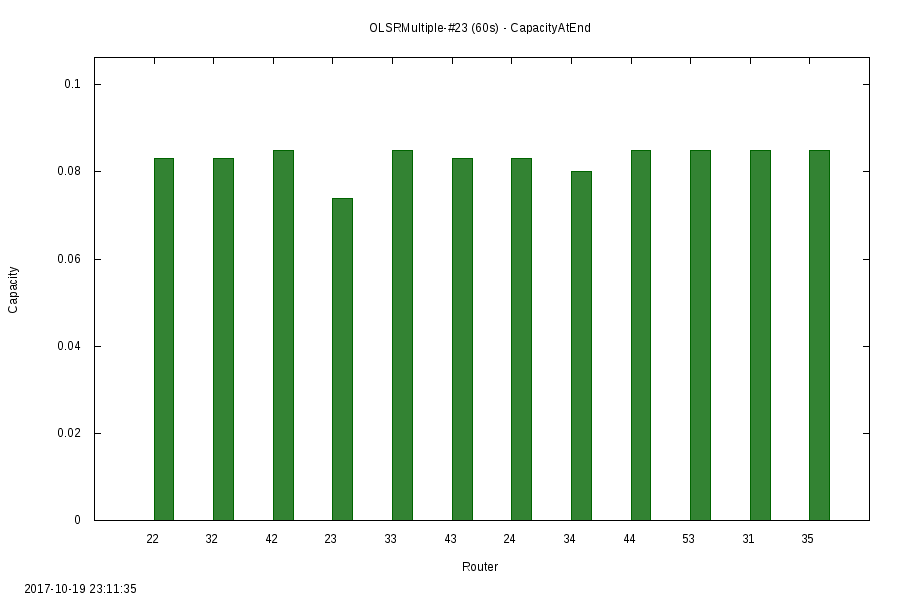 OLSRMultiple-#23 (60s) - CapacityAtEnd
0.1
0.08
0.06
0.04
0.02
0
Capacity
22 32 42 23 33 43 24 34 44 53 31 35
Router
2017-10-19 23:11:35